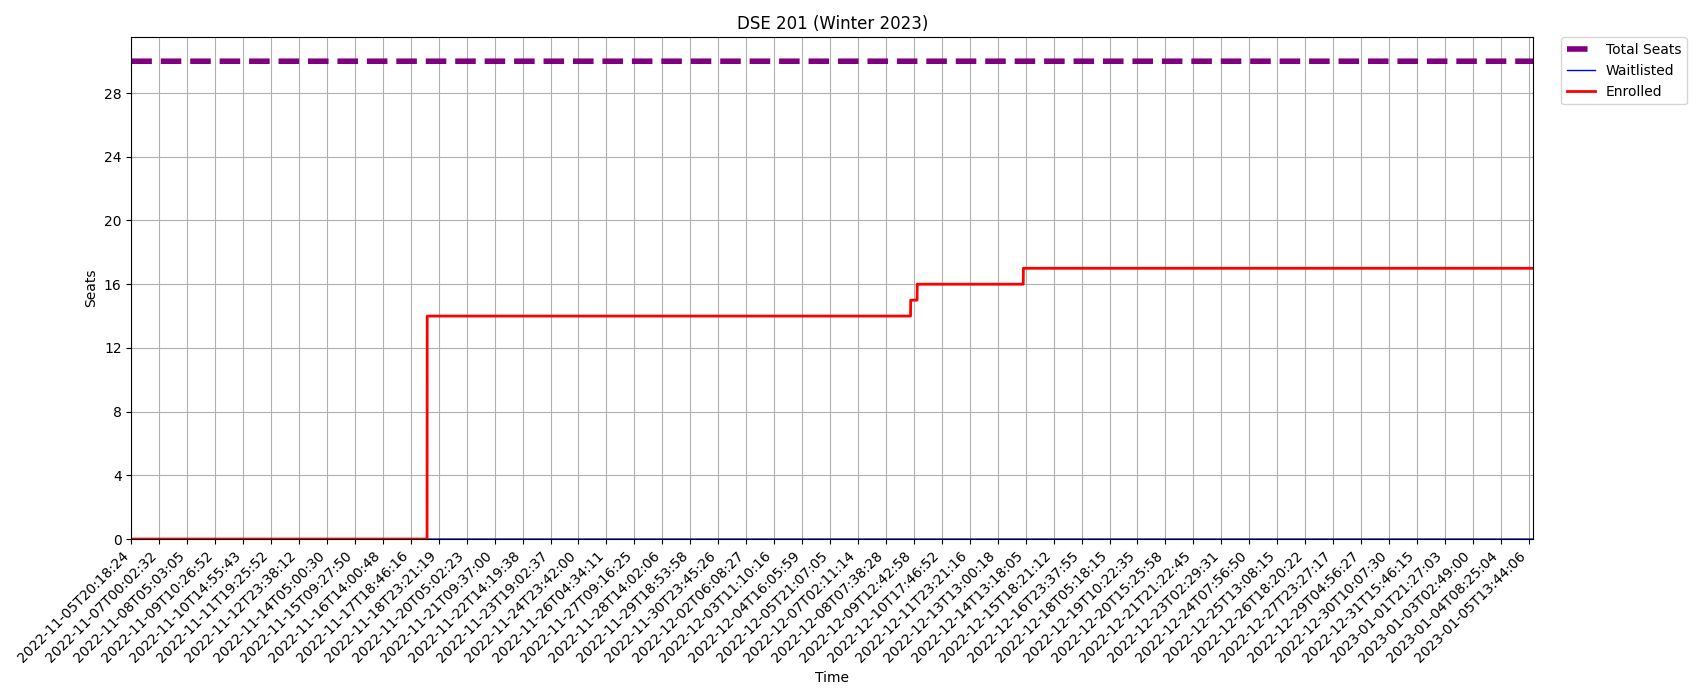 DSE 201 (Winter 2023)
Total Seats
Waitlisted
Enrolled
Seats
28
24
20
16
12
8
4
0
2022-11-05T20:18:24
2022-11-07T00:02:32
2022-11-08T05:03:05
2022-11-09T10:26:52
2022-11-10T14:55:43
2022-11-11T19:25:52
2022-11-12T23:38:12
2022-11-14T05:00:30
2022-11-15T09:27:50
2022-11-16T14:00:48
2022-11-17T18:46:16
2022-11-18T23:21:19
2022-11-20T05:02:23
2022-11-21T09:37:00
2022-11-22T14:19:38
2022-11-23T19:02:37
2022-11-24T23:42:00
2022-11-26T04:34:11
2022-11-27T09:16:25
2022-11-28T14:02:06
2022-11-29T18:53:58
2022-11-30T23:45:26
2022-12-02T06:08:27
2022-12-03T11:10:16
2022-12-04T16:05:59
2022-12-05T21:07:05
2022-12-07T02:11:14
2022-12-08T07:38:28
2022-12-09T12:42:58
2022-12-10T17:46:52
2022-12-11T23:21:16
2022-12-13T13:00:18
2022-12-14T13:18:05
2022-12-15T18:21:12
2022-12-16T23:37:55
2022-12-18T05:18:15
2022-12-19T10:22:35
2022-12-20T15:25:58
2022-12-21T21:22:45
2022-12-23T02:29:31
2022-12-24T07:56:50
2022-12-25T13:08:15
2022-12-26T18:20:22
2022-12-27T23:27:17
2022-12-29T04:56:27
2022-12-30T10:07:30
2022-12-31T15:46:15
2023-01-01T21:27:03
2023-01-03T02:49:00
2023-01-04T08:25:04
2023-01-05T13:44:06
Time